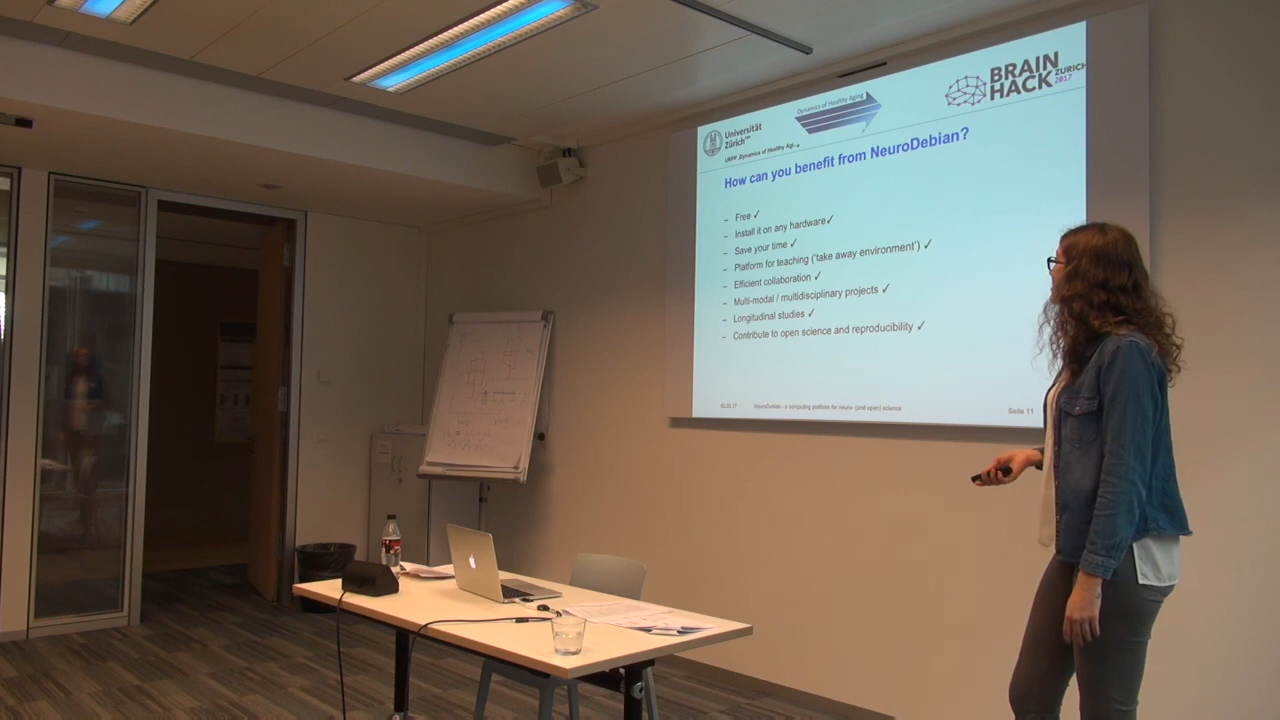 Universität
Zürich
URPP Dynamics of Healthy Agi..
Dynamics of Healthy Aging
BRAIN
HACK
ZURICH
2017
How can you benefit from NeuroDebian?
– Free ✓
– Install it on any hardware✓
– Save your time ✓
– Platform for teaching ('take away environment') ✓
– Efficient collaboration ✓
– Multi-modal / multidisciplinary projects ✓
– Longitudinal studies ✓
– Contribute to open science and reproducibility ✓
NeuroDebian - a computing platform for neuro- (and open) science
Seite 11